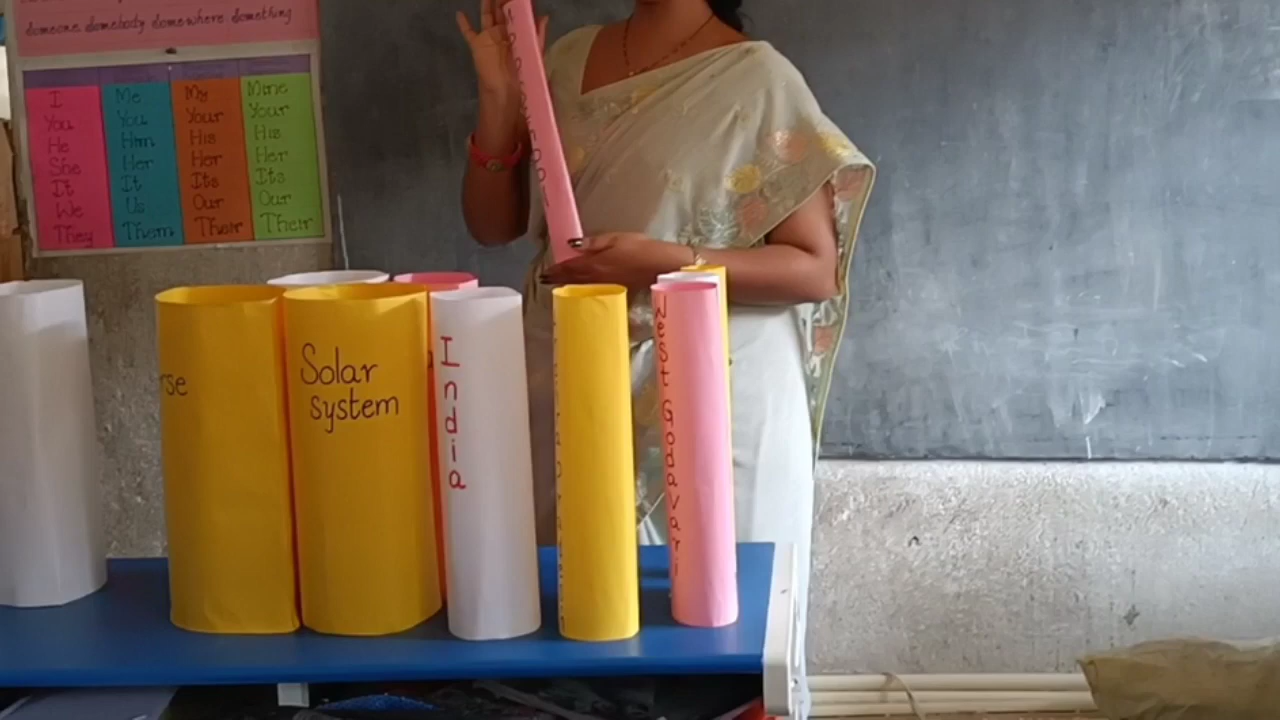 someone somebody somewhere something
I
You
He
She
It
We
They
Me
You
Him
Her
It
Us
Them
My
Your
His
Her
Its
Our
Their
Mine
Your
His
Her
Its
Our
Their
rse
Solar
system
India
West Godavari